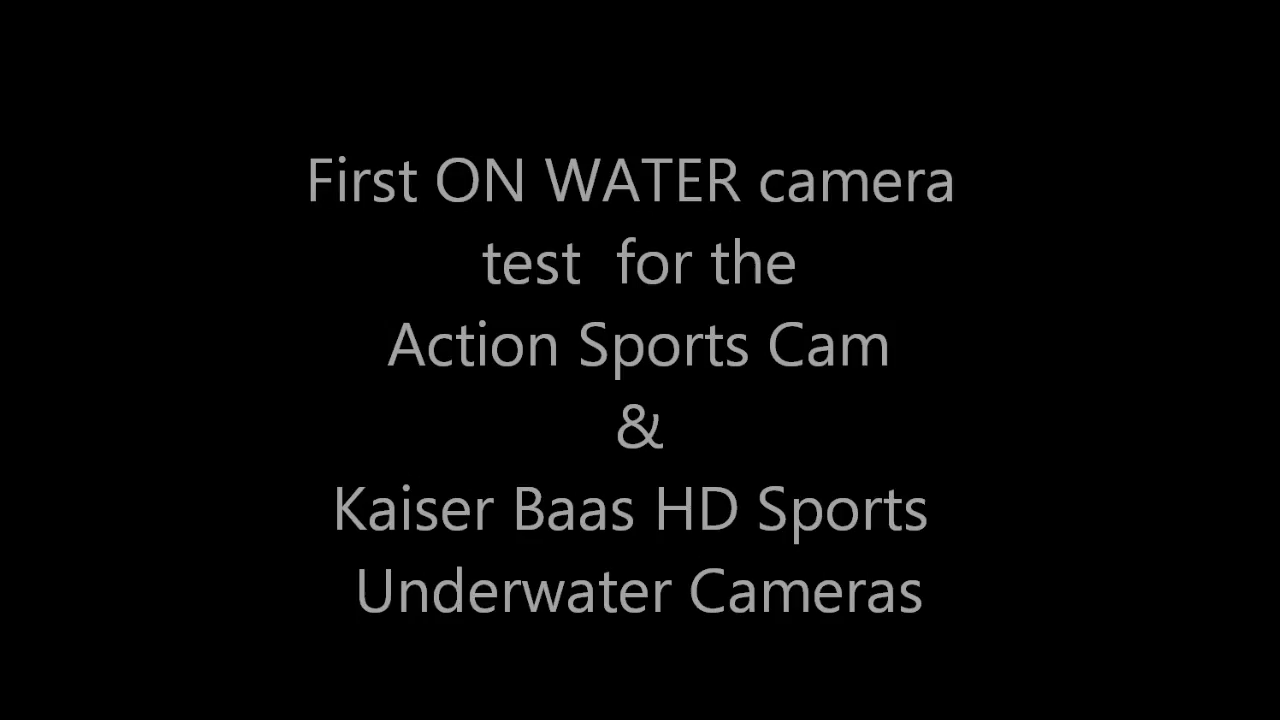 First ON WATER camera
test  for the
Action Sports Cam
&
Kaiser Baas HD Sports
Underwater Cameras